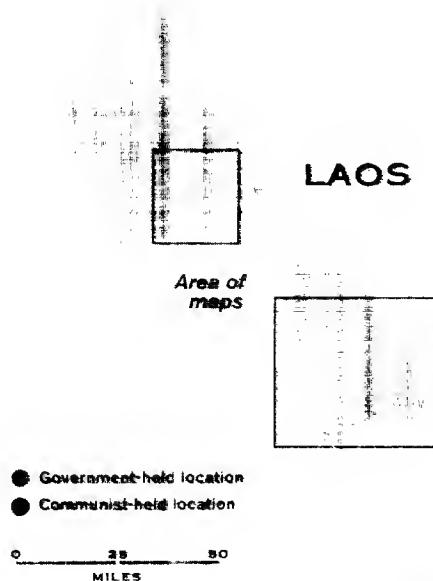 LAOS
Area of
maps
Government-held location
Communist-held location
0 25 50
MILES